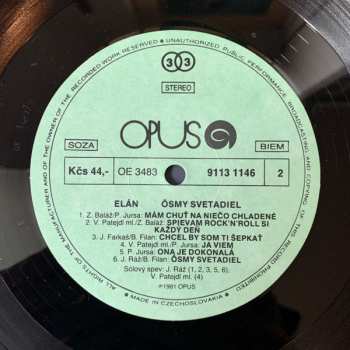 ALL RIGHTS OF THE MANUFACTURER AND OF THE OWNER OF THE RECORDED WORK RESERVED • UNAUTHORIZED PUBLIC PERFORMANCE, BROADCASTING AND COPYING OF THIS RECORD PROHIBITED
33
STEREO
OPUS
SOZA
BIEM
Kčs 44,-
OE 3483
9113 1146
2
ELÁN ÔSMY SVETADIEL
1. Z. Baláž/P. Jursa: MÁM CHUŤ NA NIEČO CHLADENÉ
2. V. Patejdl ml./Z. Baláž: SPIEVAM ROCK'N'ROLL SI
KAŽDÝ DEŇ
3. J. Farkaš/B. Filan: CHCEL BY SOM TI ŠEPKAŤ
4. V. Patejdl ml./P. Jursa: JA VIEM
5. P. Jursa: ONA JE DOKONALÁ
6. J. Ráž/B. Filan: ÔSMY SVETADIEL
Sólový spev: J. Ráž (1, 2, 3, 5, 6),
V. Patejdl ml. (4)
℗ 1981 OPUS
MADE IN CZECHOSLOVAKIA